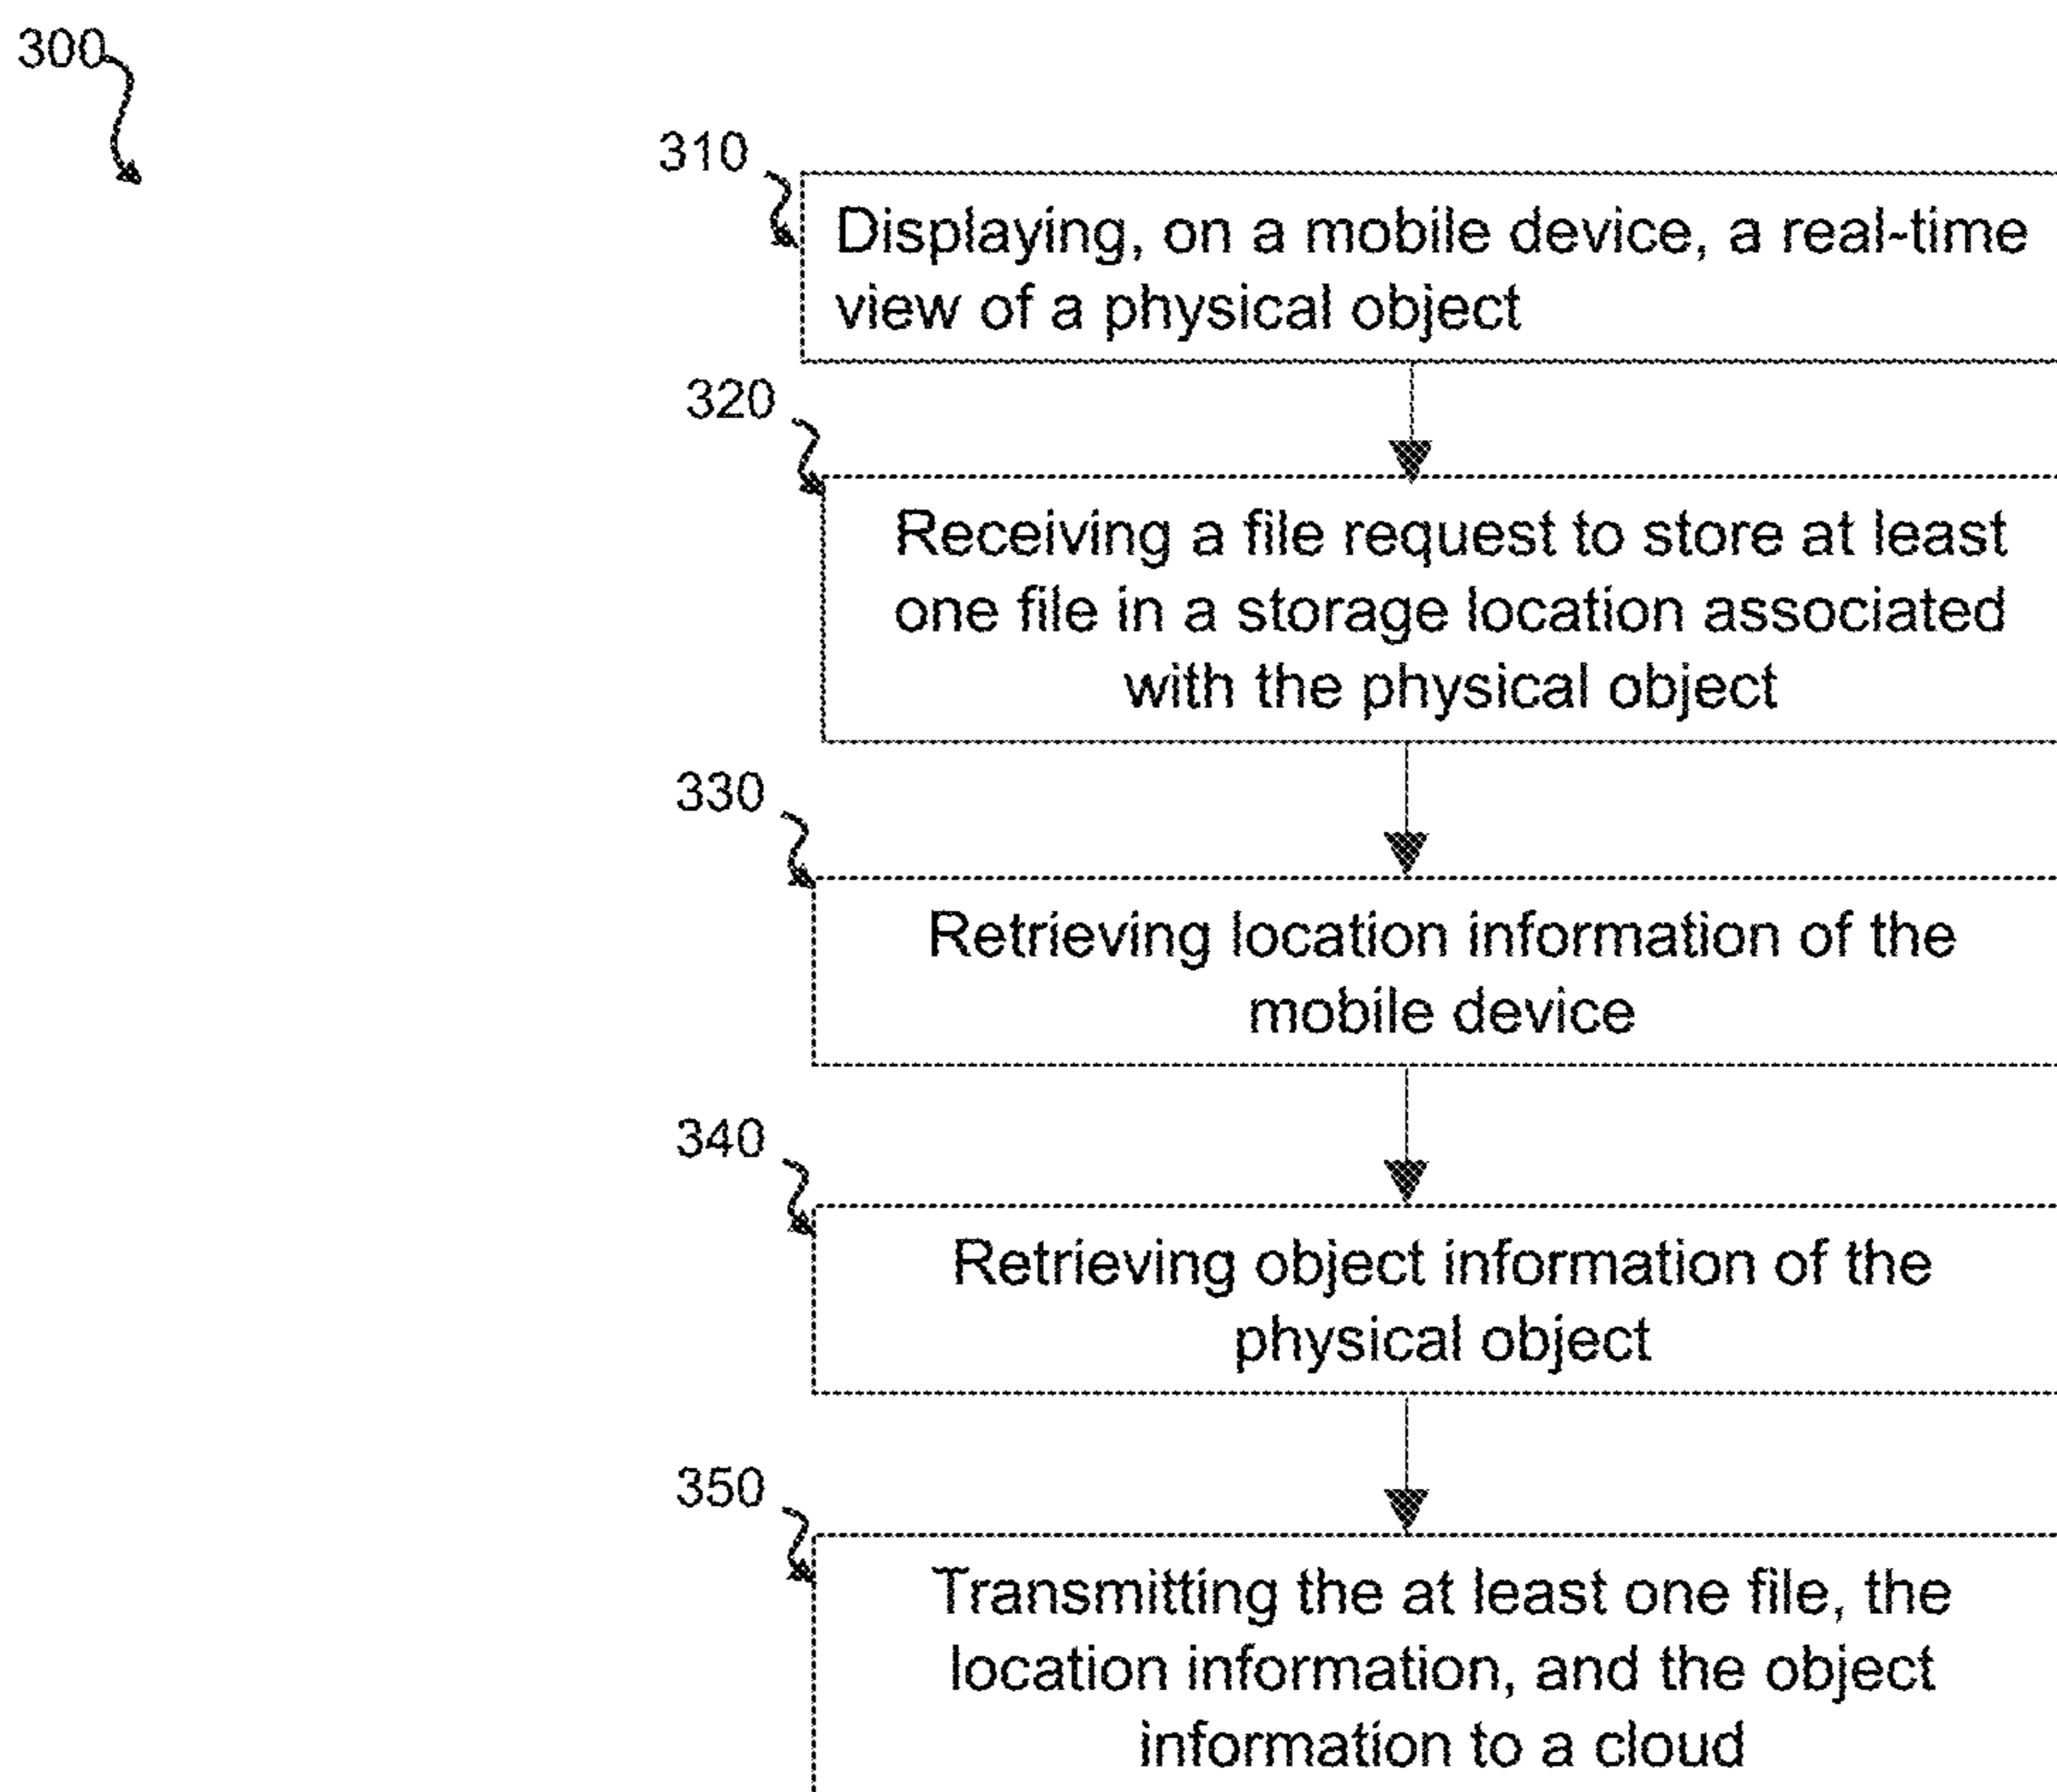 300
310
Displaying, on a mobile device, a real-time
view of a physical object
320
Receiving a file request to store at least
one file in a storage location associated
with the physical object
330
Retrieving location information of the
mobile device
340
Retrieving object information of the
physical object
350
Transmitting the at least one file, the
location information, and the object
information to a cloud